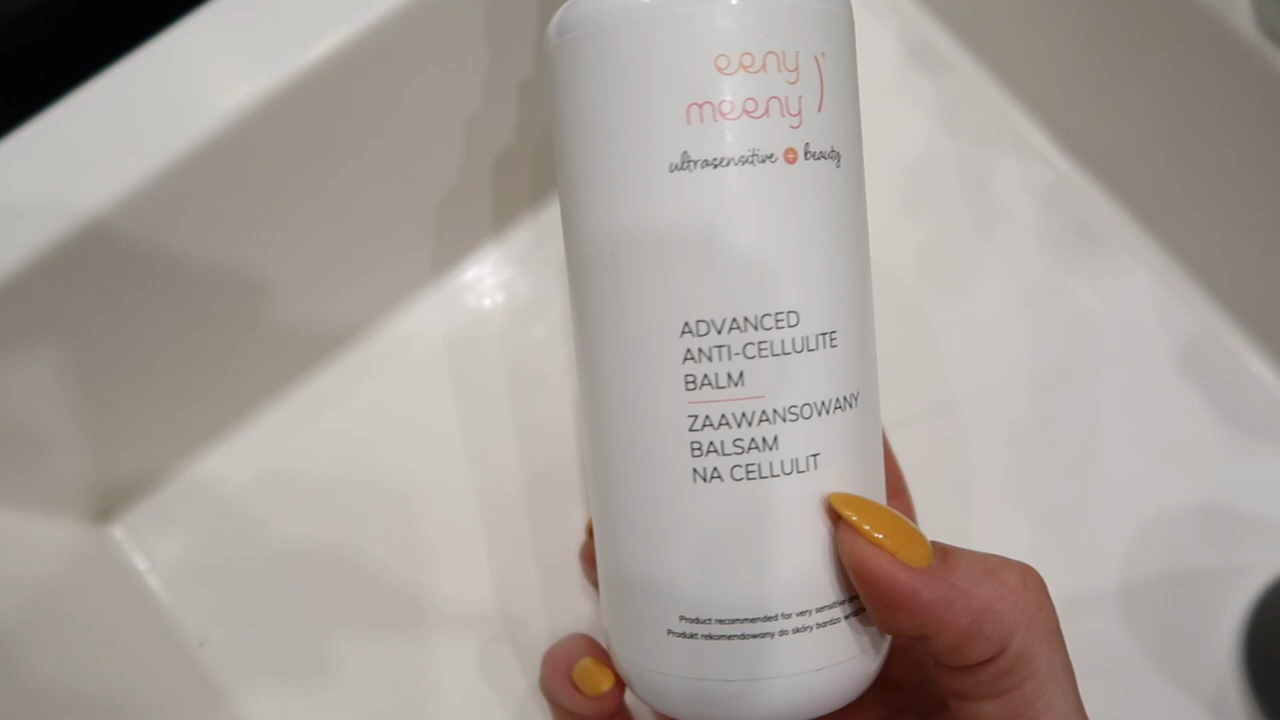 eeny
meeny
ultrasensitive + beauty
ADVANCED
ANTI-CELLULITE
BALM
ZAAWANSOWANY
BALSAM
NA CELLULIT
Product recommended for very sensitive
Produkt rekomendowany do skóry bardzo